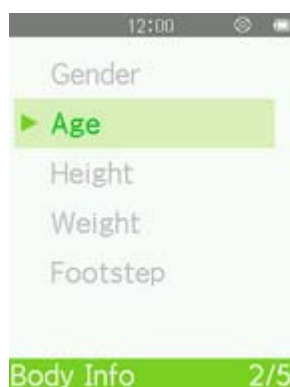 12:00
Gender
Age
Height
Weight
Footstep
Body Info 2/5